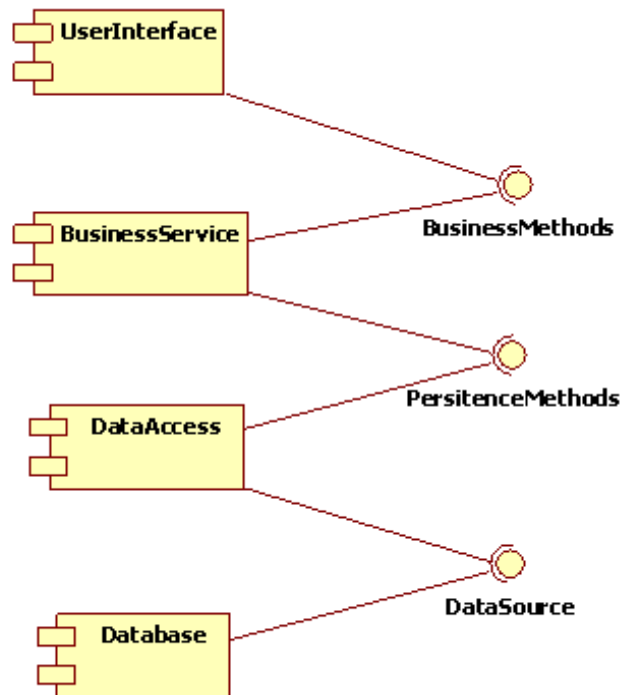 UserInterface
BusinessMethods
BusinessService
PersitenceMethods
DataAccess
DataSource
Database